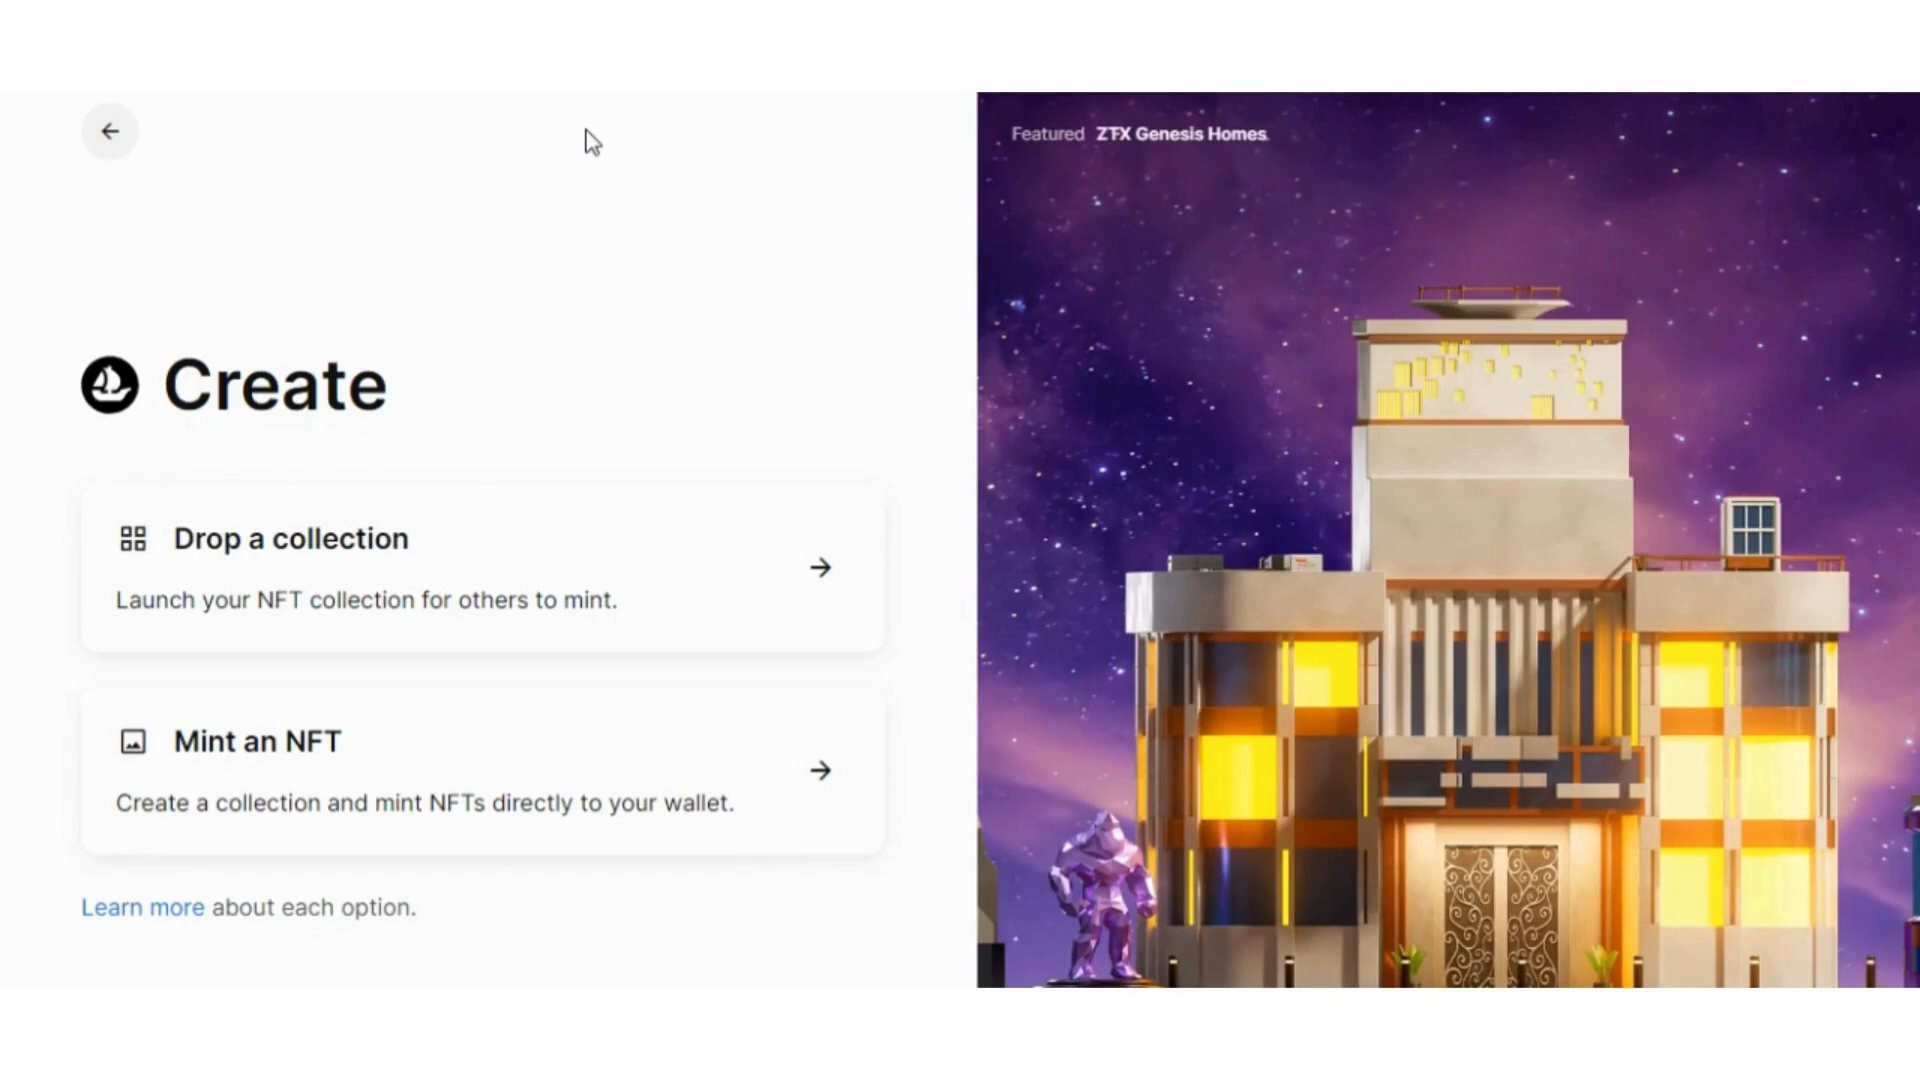 Featured ZTX Genesis Homes
Create
Drop a collection
Launch your NFT collection for others to mint.
Mint an NFT
Create a collection and mint NFTs directly to your wallet.
Learn more about each option.